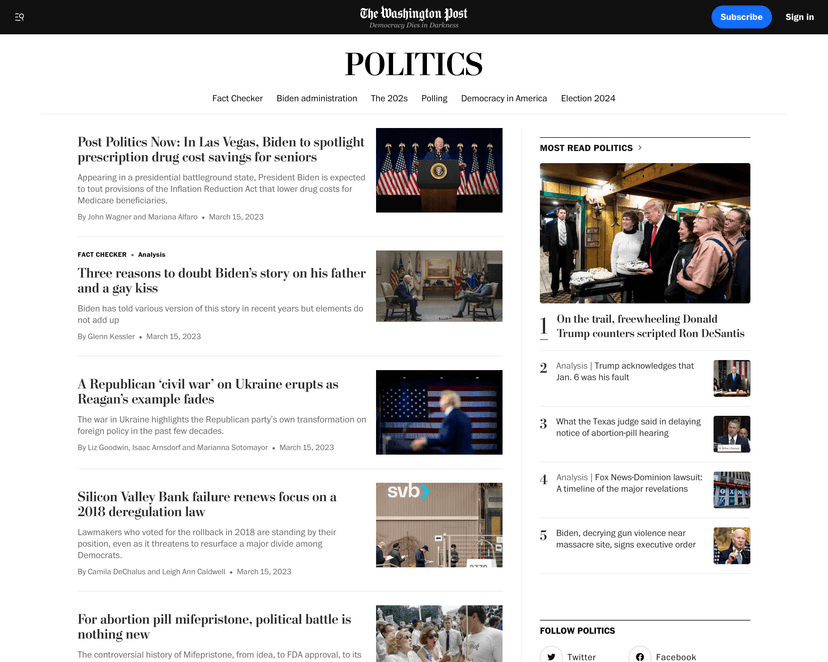 The Washington Post
Democracy Dies in Darkness
Subscribe
Sign in
POLITICS
Fact Checker
Biden administration
The 202s
Polling
Democracy in America
Election 2024
Post Politics Now: In Las Vegas, Biden to spotlight
prescription drug cost savings for seniors
Appearing in a presidential battleground state, President Biden is expected
to tout provisions of the Inflation Reduction Act that lower drug costs for
Medicare beneficiaries.
By John Wagner and Mariana Alfaro • March 15, 2023
FACT CHECKER • Analysis
Three reasons to doubt Biden's story on his father
and a gay kiss
Biden has told various version of this story in recent years but elements do
not add up
By Glenn Kessler • March 15, 2023
A Republican ‘civil war’ on Ukraine erupts as
Reagan's example fades
The war in Ukraine highlights the Republican party's own transformation on
foreign policy in the past few decades.
By Liz Goodwin, Isaac Arnsdorf and Marianna Sotomayor • March 15, 2023
Silicon Valley Bank failure renews focus on a
2018 deregulation law
Lawmakers who voted for the rollback in 2018 are standing by their
position, even as it threatens to resurface a major divide among
Democrats.
By Camila DeChalus and Leigh Ann Caldwell • March 15, 2023
svb
For abortion pill mifepristone, political battle is
nothing new
The controversial history of Mifepristone, from idea, to FDA approval, to its
MOST READ POLITICS
1
On the trail, freewheeling Donald
Trump counters scripted Ron DeSantis
2
Analysis | Trump acknowledges that
Jan. 6 was his fault
3
What the Texas judge said in delaying
notice of abortion-pill hearing
4
Analysis | Fox News-Dominion lawsuit:
A timeline of the major revelations
5
Biden, decrying gun violence near
massacre site, signs executive order
FOLLOW POLITICS
Twitter
Facebook